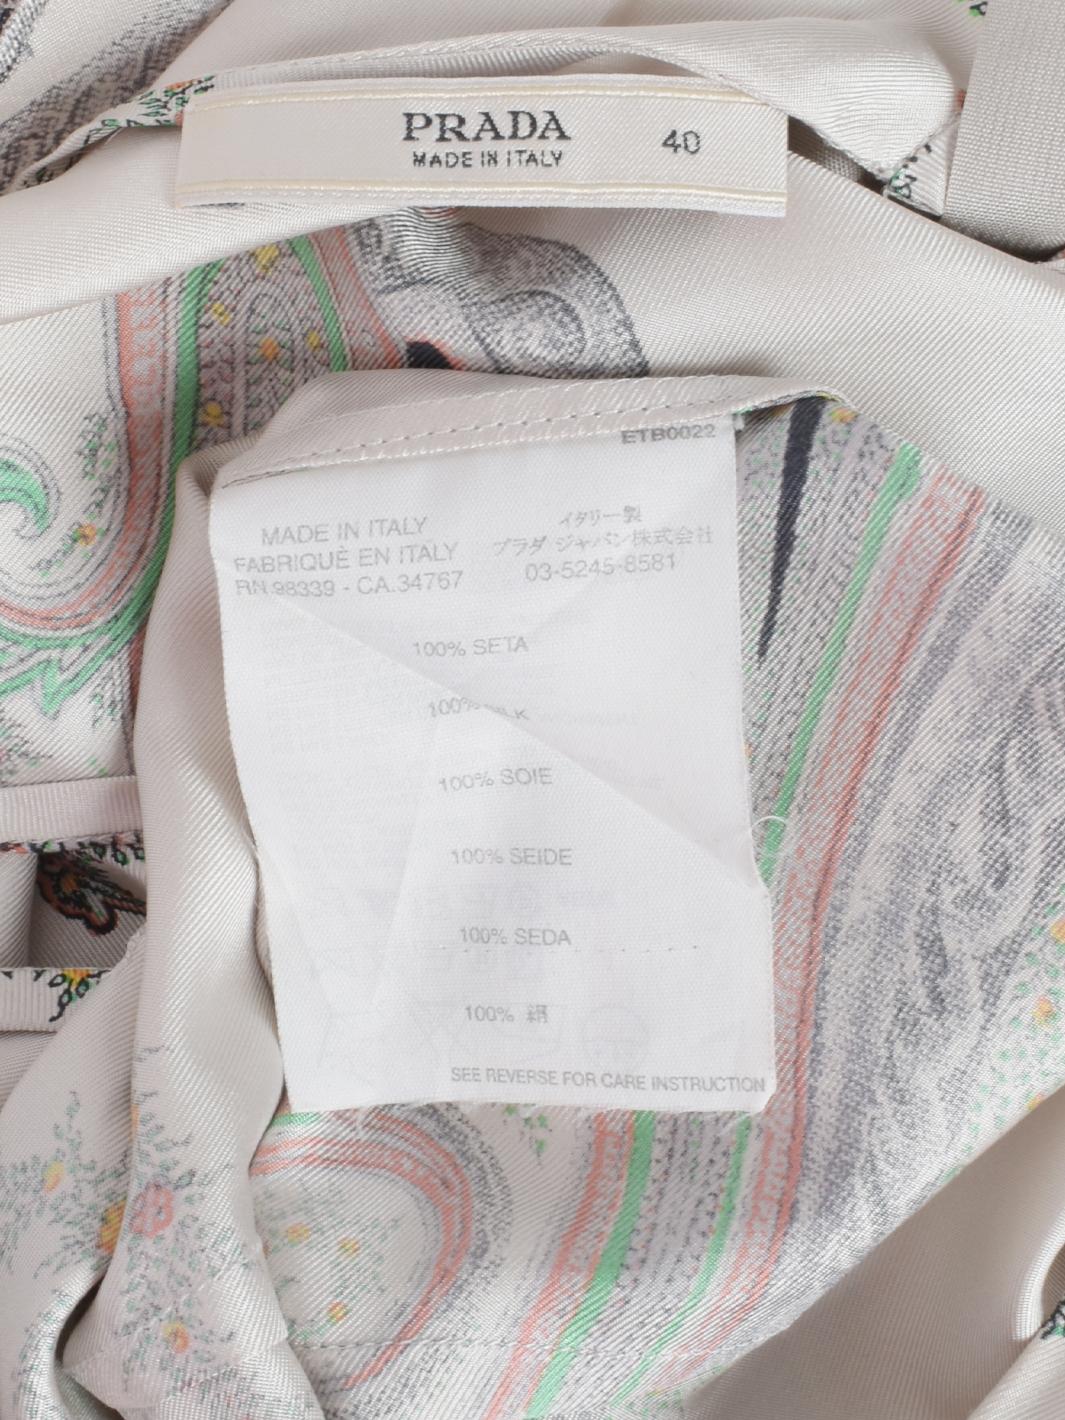 PRADA 40
MADE IN ITALY
ETB0022
MADE IN ITALY
FABRIQUÈ EN ITALY
RN.98339 - CA.34767
イタリー製
プラダ ジャパン株式会社
03-5245-8581
100% SETA
100%
100% SOIE
100% SEIDE
100% SEDA
100% 絹
SEE REVERSE FOR CARE INSTRUCTION